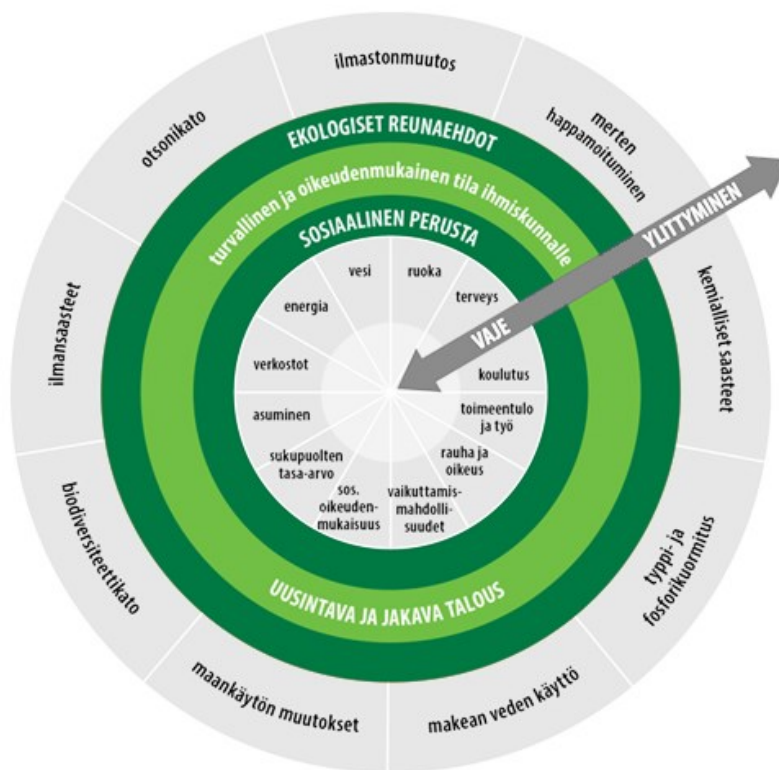 ilmastonmuutos
merten
happamoituminen
kemialliset saasteet
typpi- ja
fosforikuormitus
makean veden käyttö
maankäytön muutokset
biodiversiteettikato
ilmansaasteet
otsonikato
EKOLOGISET REUNAEHDOT
turvallinen ja oikeudenmukainen tila ihmiskunnalle
SOSIAALINEN PERUSTA
YLITTYMINEN
VAJE
vesi
ruoka
terveys
koulutus
toimeentulo
ja työ
rauha ja
oikeus
vaikuttamis-
mahdolli-
suudet
sos.
oikeuden-
mukaisuus
sukupuolten
tasa-arvo
asuminen
verkostot
energia
UUSINTAVA JA JAKAVA TALOUS